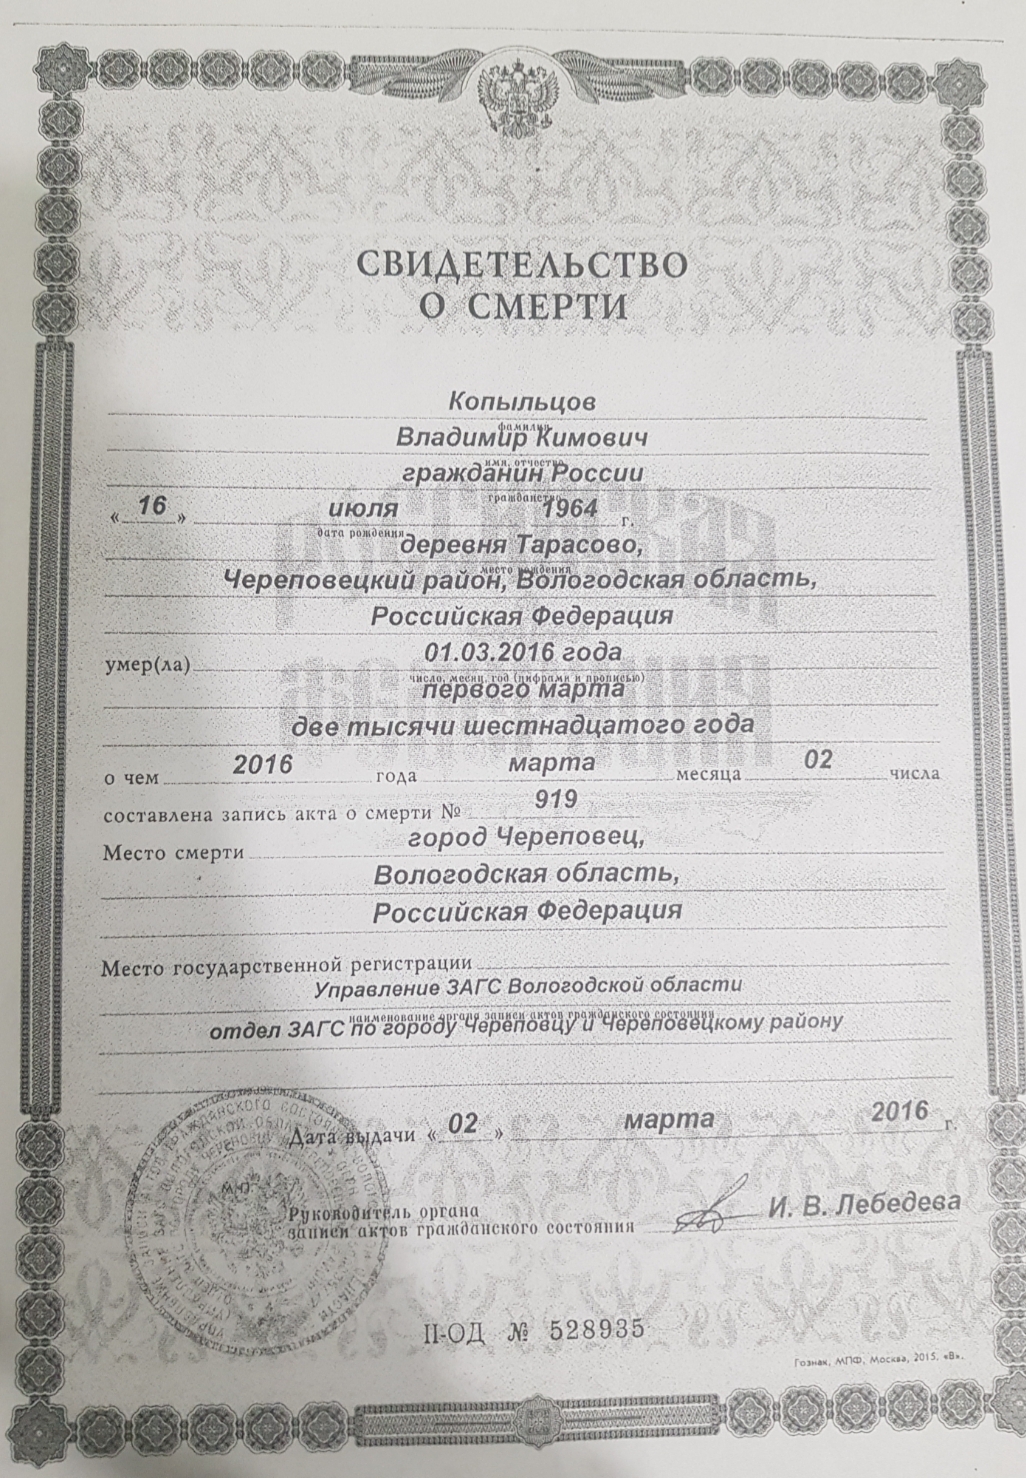 СВИДЕТЕЛЬСТВО
О СМЕРТИ
Копыльцов
фамилия
Владимир Кимович
имя, отчество
гражданин России
гражданство
« 16 » июля 1964 г.
дата рождения
деревня Тарасово,
место рождения
Череповецкий район, Вологодская область,
Российская Федерация
умер(ла) 01.03.2016 года
число, месяц, год (цифрами и прописью)
первого марта
две тысячи шестнадцатого года
о чем 2016 года марта месяца 02 числа
составлена запись акта о смерти № 919
Место смерти город Череповец,
Вологодская область,
Российская Федерация
Место государственной регистрации
Управление ЗАГС Вологодской области
наименование органа записи актов гражданского состояния
отдел ЗАГС по городу Череповцу и Череповецкому району
Дата выдачи « 02 » марта 2016 г.
Руководитель органа
записи актов гражданского состояния И. В. Лебедева
II-ОД № 528935
Гознак, МПФ, Москва, 2015, «В».